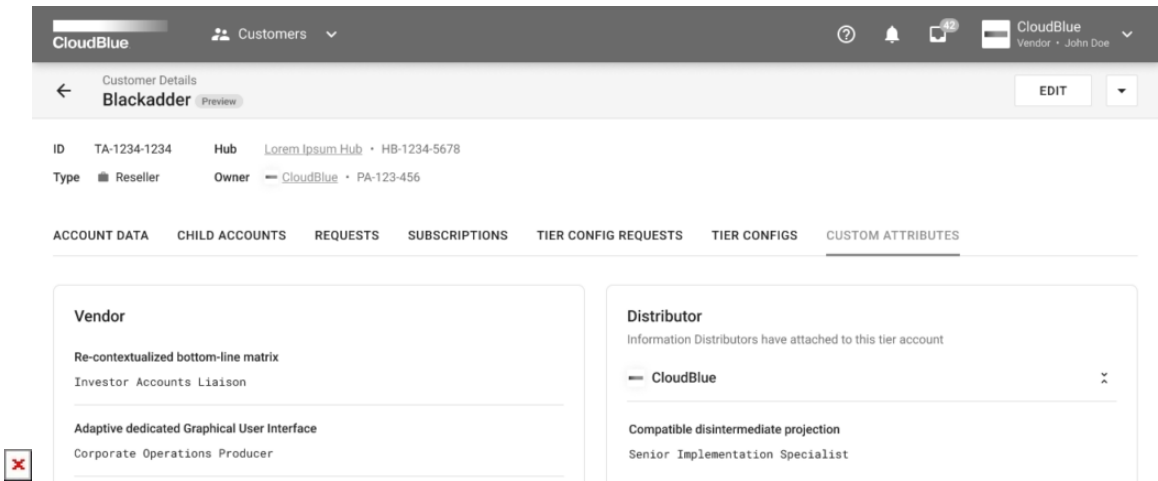 CloudBlue
Customers
42
CloudBlue
Vendor • John Doe
Customer Details
Blackadder Preview
EDIT
ID TA-1234-1234 Hub Lorem Ipsum Hub • HB-1234-5678
Type Reseller Owner CloudBlue • PA-123-456
ACCOUNT DATA CHILD ACCOUNTS REQUESTS SUBSCRIPTIONS TIER CONFIG REQUESTS TIER CONFIGS CUSTOM ATTRIBUTES
Vendor
Re-contextualized bottom-line matrix
Investor Accounts Liaison
Adaptive dedicated Graphical User Interface
Corporate Operations Producer
Distributor
Information Distributors have attached to this tier account
CloudBlue
Compatible disintermediate projection
Senior Implementation Specialist